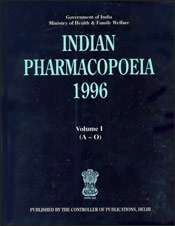 Government of India
Ministry of Health & Family Welfare
INDIAN
PHARMACOPOEIA
1996
Volume I
(A – O)
PUBLISHED BY THE CONTROLLER OF PUBLICATIONS, DELHI